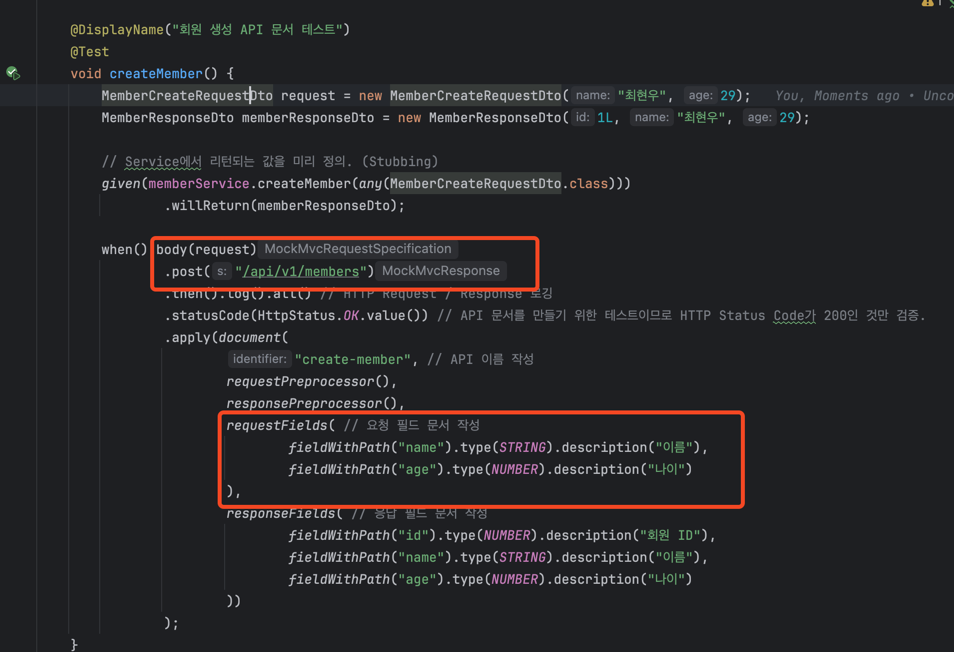 1
@DisplayName("회원 생성 API 문서 테스트")
@Test
void createMember() {
MemberCreateRequestDto request = new MemberCreateRequestDto( name: "최현우", age: 29); You, Moments ago • Unco
MemberResponseDto memberResponseDto = new MemberResponseDto( id: 1L, name: "최현우", age: 29);
// Service에서 리턴되는 값을 미리 정의. (Stubbing)
given(memberService.createMember(any(MemberCreateRequestDto.class)))
.willReturn(memberResponseDto);
when().body(request) MockMvcRequestSpecification
.post( s: "/api/v1/members") MockMvcResponse
.then().log().all() // HTTP Request / Response 로깅
.statusCode(HttpStatus.OK.value()) // API 문서를 만들기 위한 테스트이므로 HTTP Status Code가 200인 것만 검증.
.apply(document(
identifier: "create-member", // API 이름 작성
requestPreprocessor(),
responsePreprocessor(),
requestFields( // 요청 필드 문서 작성
fieldWithPath("name").type(STRING).description("이름"),
fieldWithPath("age").type(NUMBER).description("나이")
),
responseFields( // 응답 필드 문서 작성
fieldWithPath("id").type(NUMBER).description("회원 ID"),
fieldWithPath("name").type(STRING).description("이름"),
fieldWithPath("age").type(NUMBER).description("나이")
))
);
}